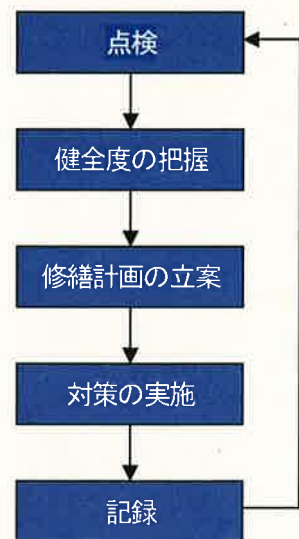 点検
健全度の把握
修繕計画の立案
対策の実施
記録